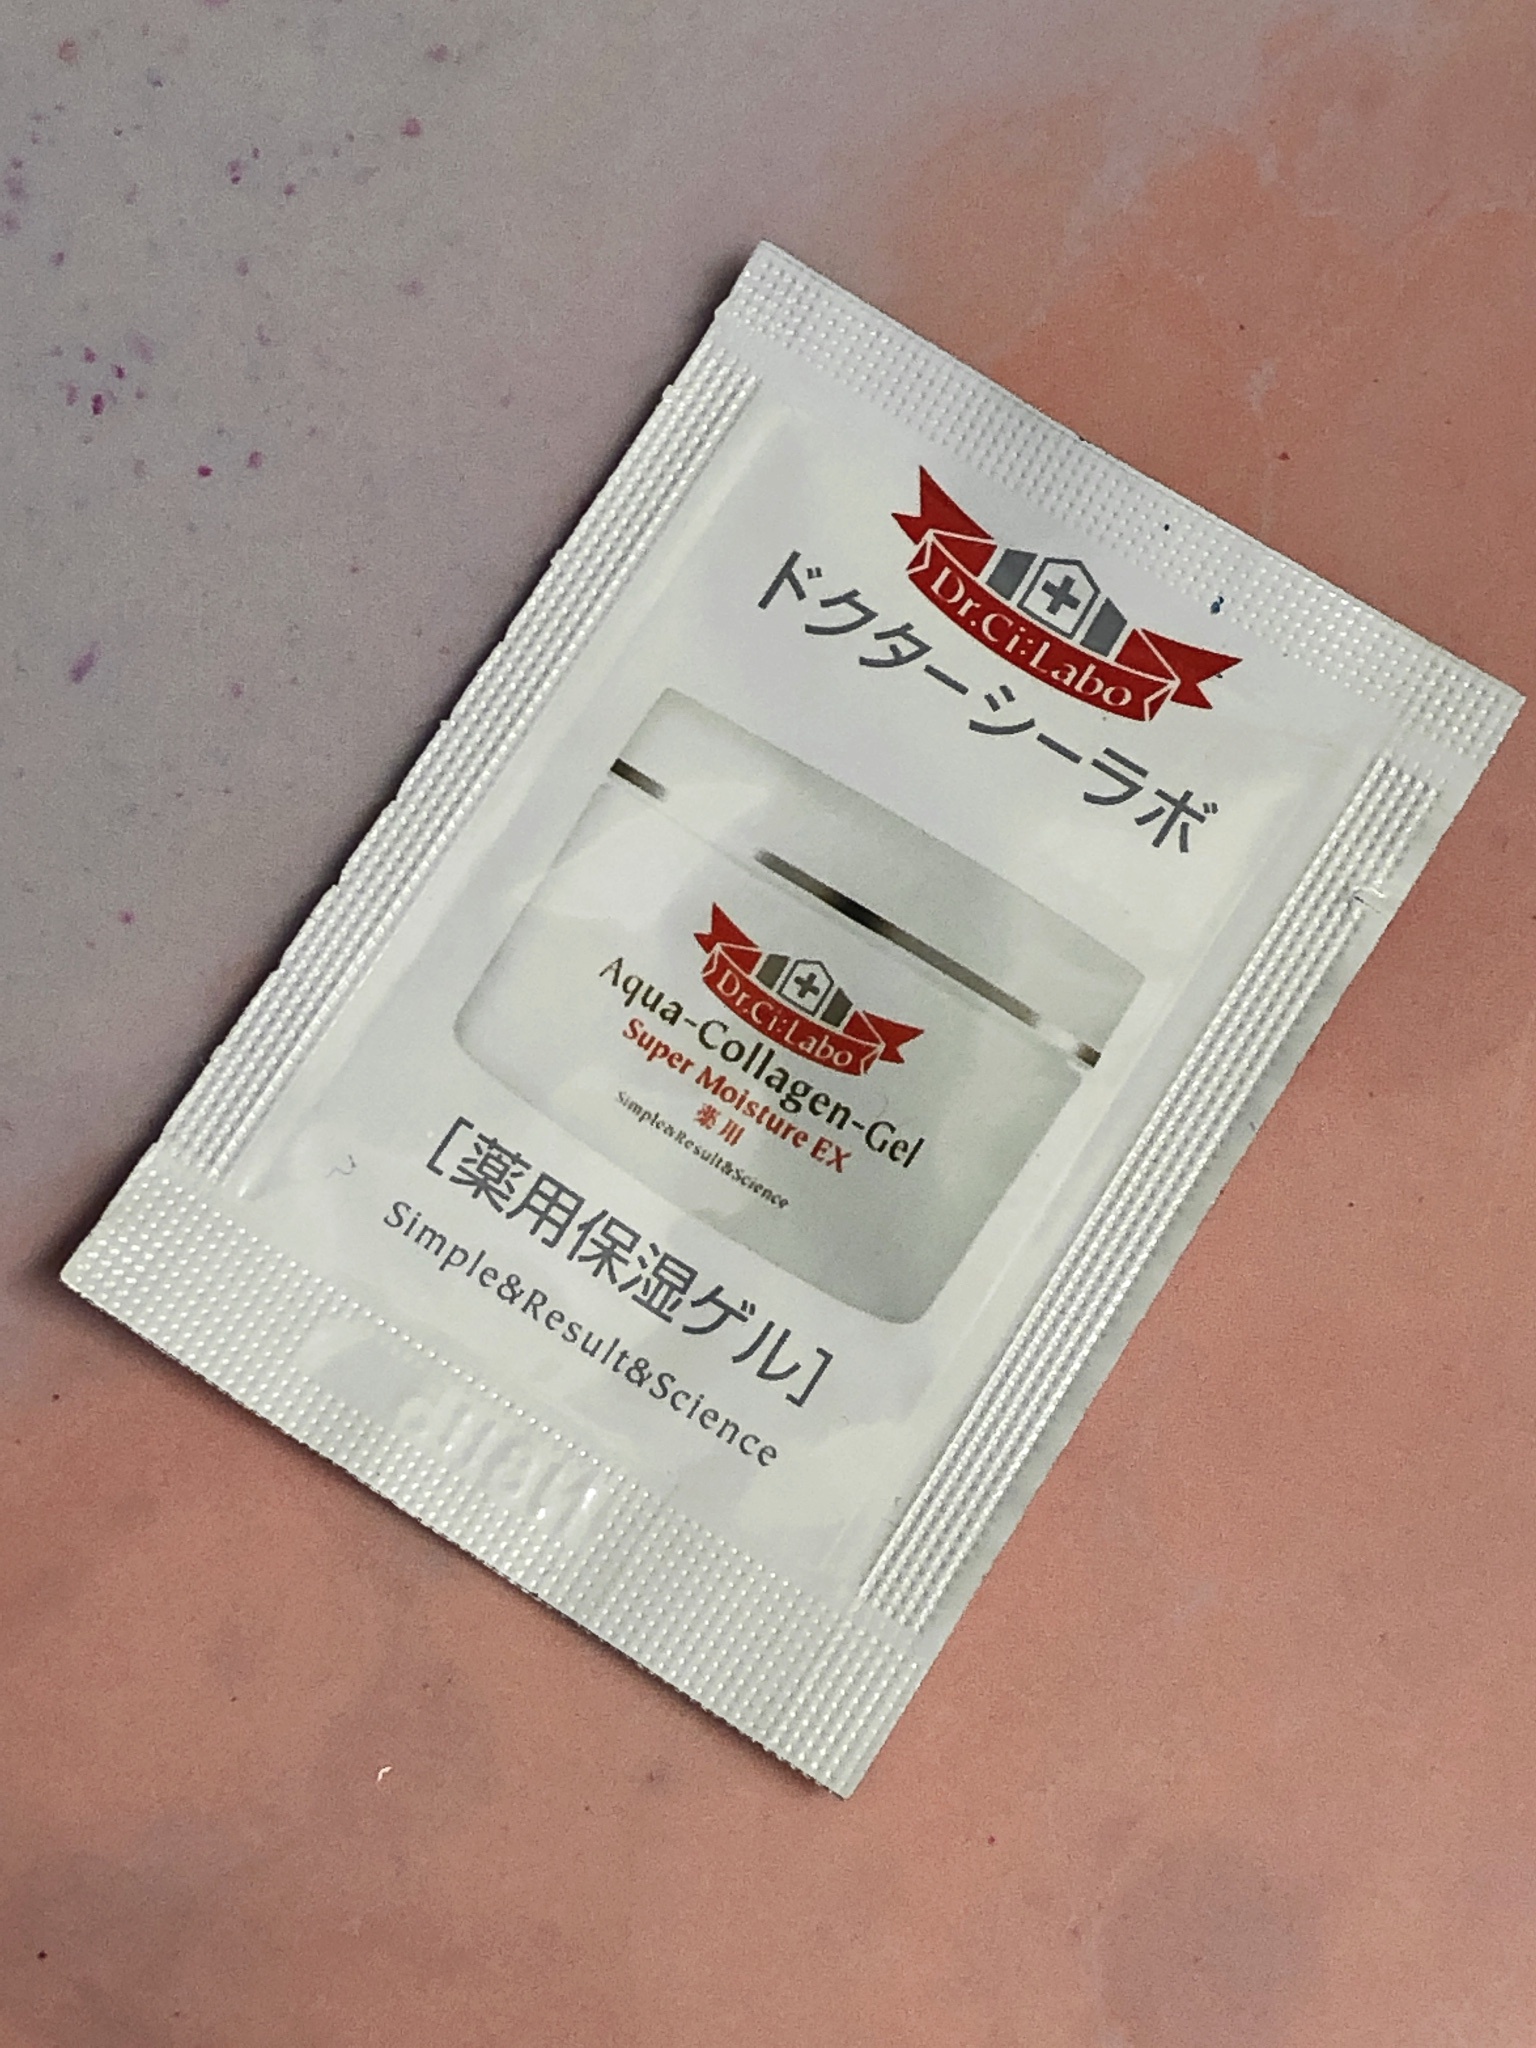 Dr.Ci:Labo
ドクターシーラボ
Dr.Ci:Labo
Aqua-Collagen-Gel
Super Moisture EX
薬用
Simple&Result&Science
[薬用保湿ゲル]
Simple&Result&Science